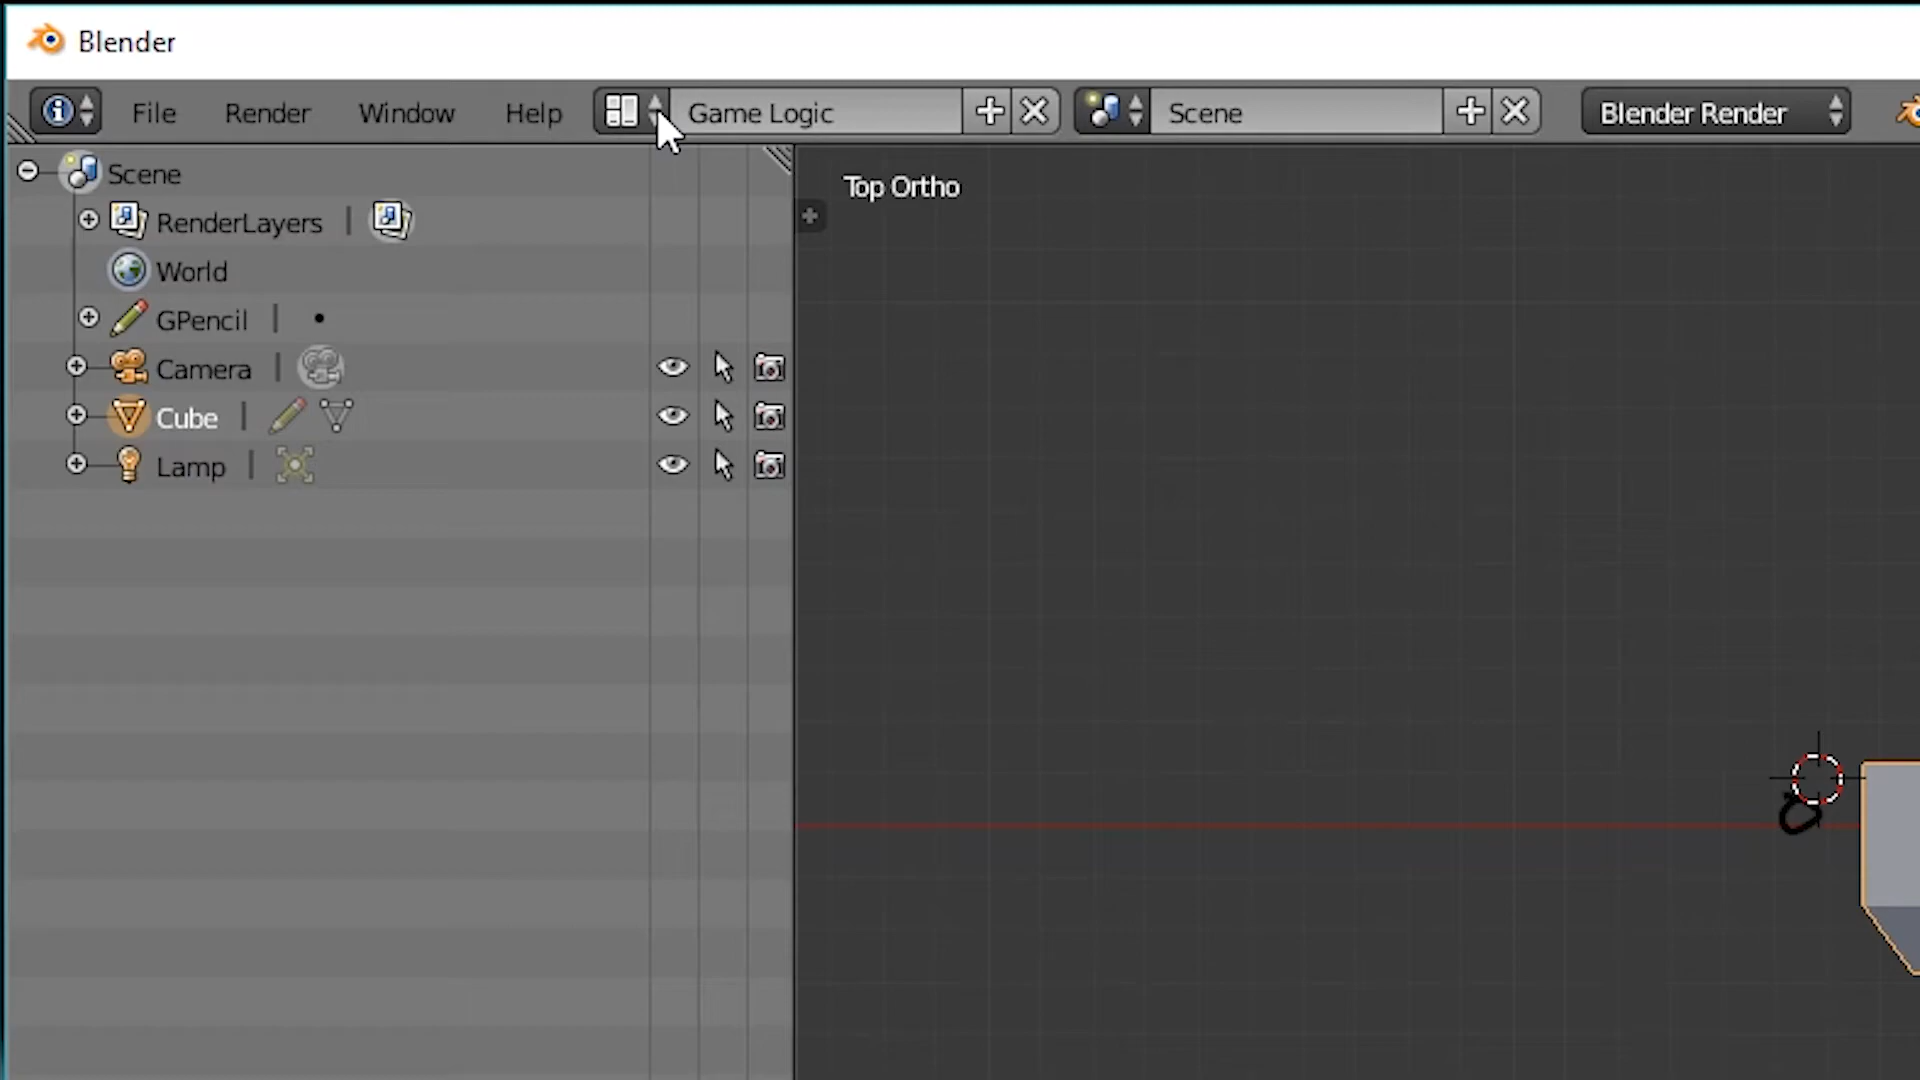 Blender
File Render Window Help Game Logic Scene Blender Render
Scene
Top Ortho
RenderLayers
World
GPencil
Camera
Cube
Lamp